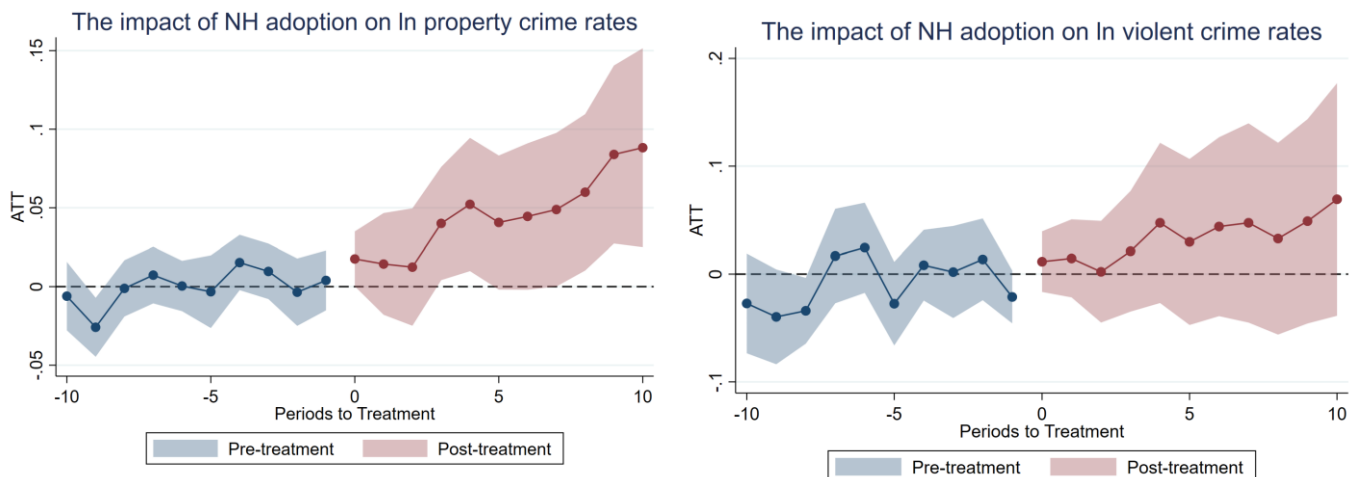 The impact of NH adoption on ln property crime rates
.15
.1
.05
0
-.05
ATT
-10
-5
0
5
10
Periods to Treatment
Pre-treatment
Post-treatment
The impact of NH adoption on ln violent crime rates
.2
.1
0
-.1
ATT
-10
-5
0
5
10
Periods to Treatment
Pre-treatment
Post-treatment